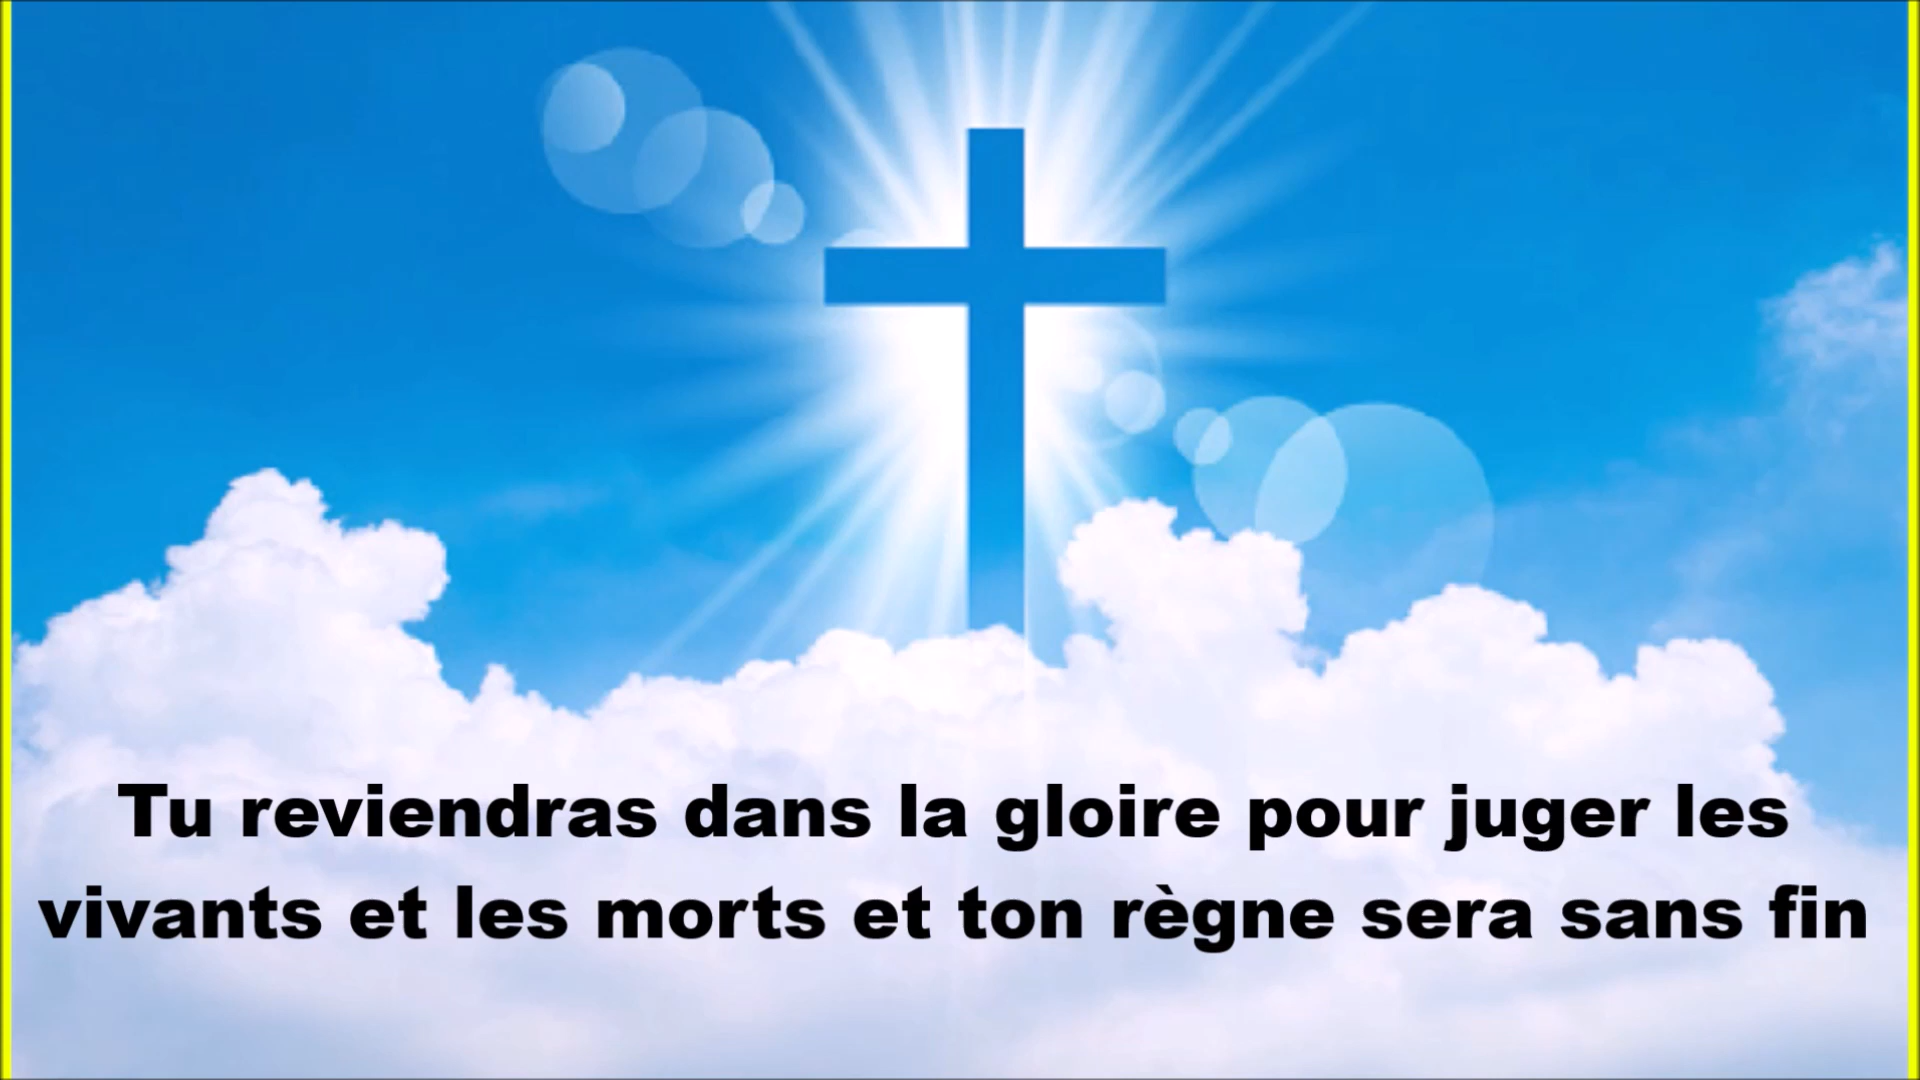 Tu reviendras dans la gloire pour juger les
vivants et les morts et ton règne sera sans fin